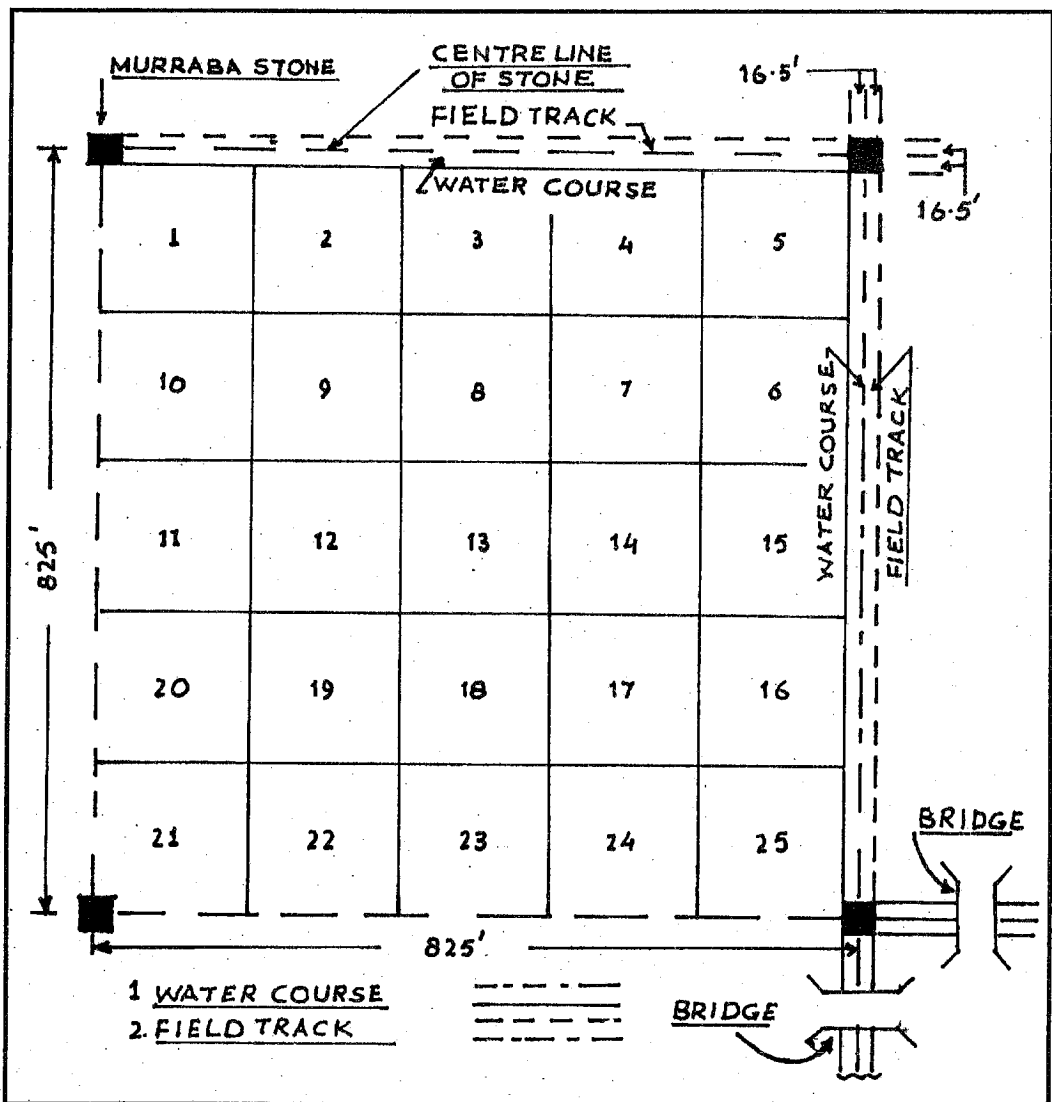 MURRABA STONE
CENTRE LINE
OF STONE
FIELD TRACK
16.5'
WATER COURSE
16.5'
1 2 3 4 5
10 9 8 7 6
WATER COURSE
FIELD TRACK
825'
11 12 13 14 15
20 19 18 17 16
21 22 23 24 25
BRIDGE
825'
1 WATER COURSE
2. FIELD TRACK
BRIDGE